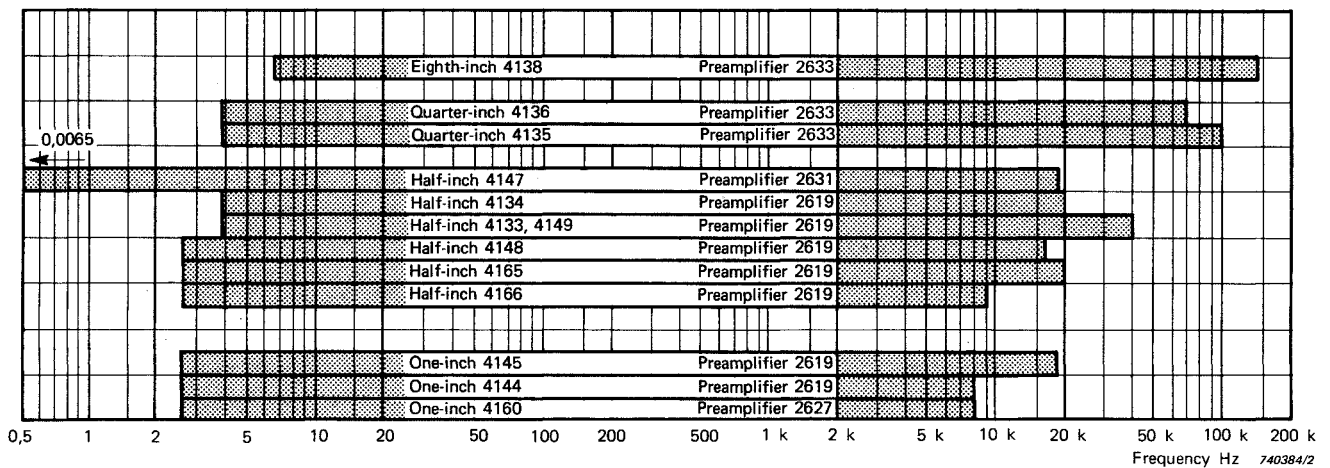 Eighth-inch 4138 Preamplifier 2633
Quarter-inch 4136 Preamplifier 2633
Quarter-inch 4135 Preamplifier 2633
0,0065
Half-inch 4147 Preamplifier 2631
Half-inch 4134 Preamplifier 2619
Half-inch 4133, 4149 Preamplifier 2619
Half-inch 4148 Preamplifier 2619
Half-inch 4165 Preamplifier 2619
Half-inch 4166 Preamplifier 2619
One-inch 4145 Preamplifier 2619
One-inch 4144 Preamplifier 2619
One-inch 4160 Preamplifier 2627
0,5 1 2 5 10 20 50 100 200 500 1 k 2 k 5 k 10 k 20 k 50 k 100 k 200 k
Frequency Hz 740384/2